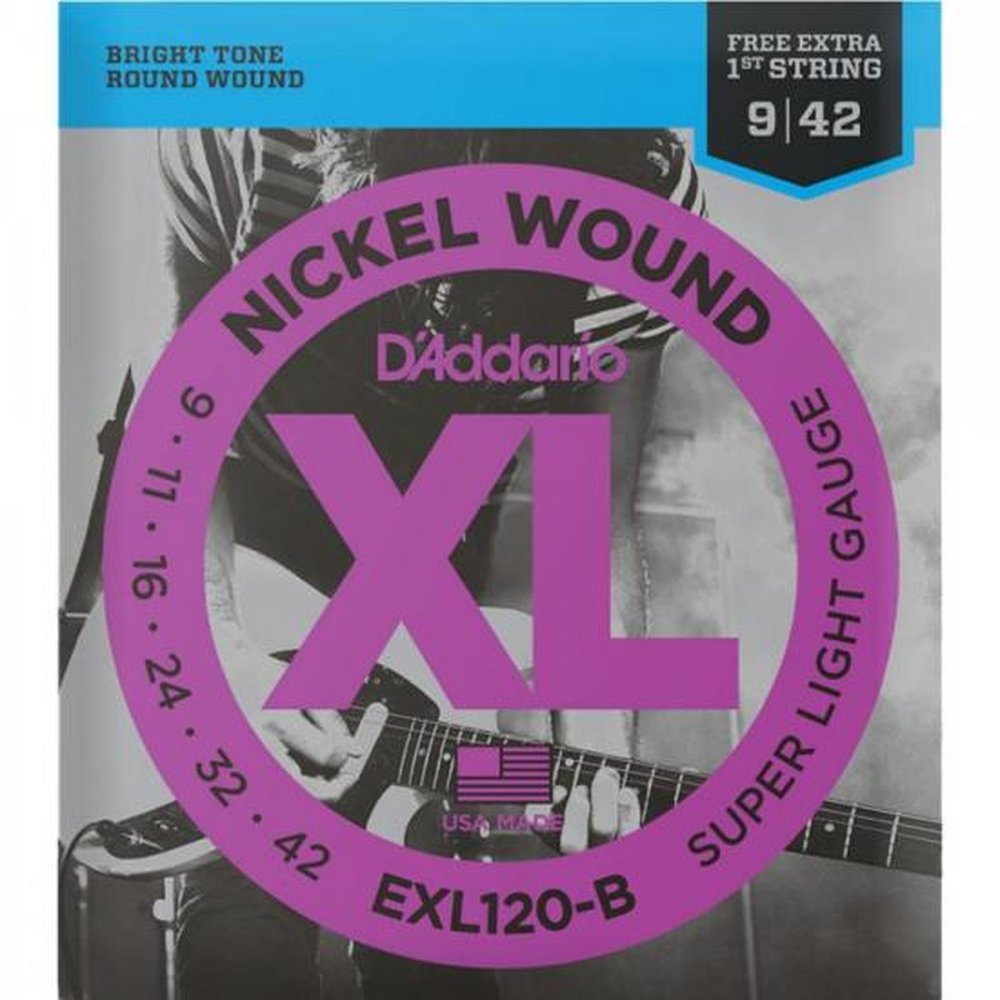 BRIGHT TONE
ROUND WOUND
FREE EXTRA
1ST STRING
9|42
NICKEL WOUND
D'Addario
XL
9 · 11 · 16 · 24 · 32 · 42
SUPER LIGHT GAUGE
USA MADE
EXL120-B